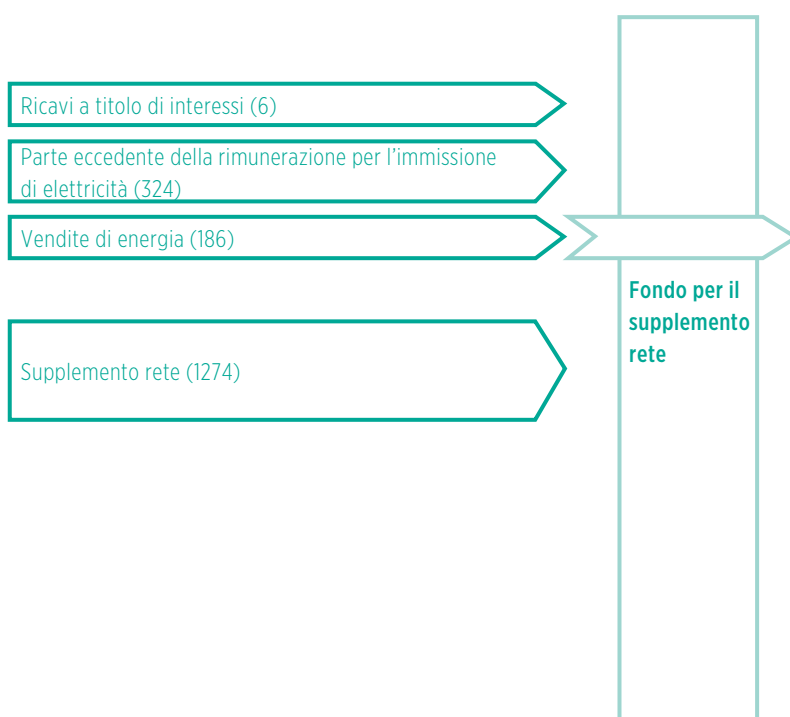 Ricavi a titolo di interessi (6)
Parte eccedente della rimunerazione per l'immissione
di elettricità (324)
Vendite di energia (186)
Fondo per il
supplemento
rete
Supplemento rete (1274)